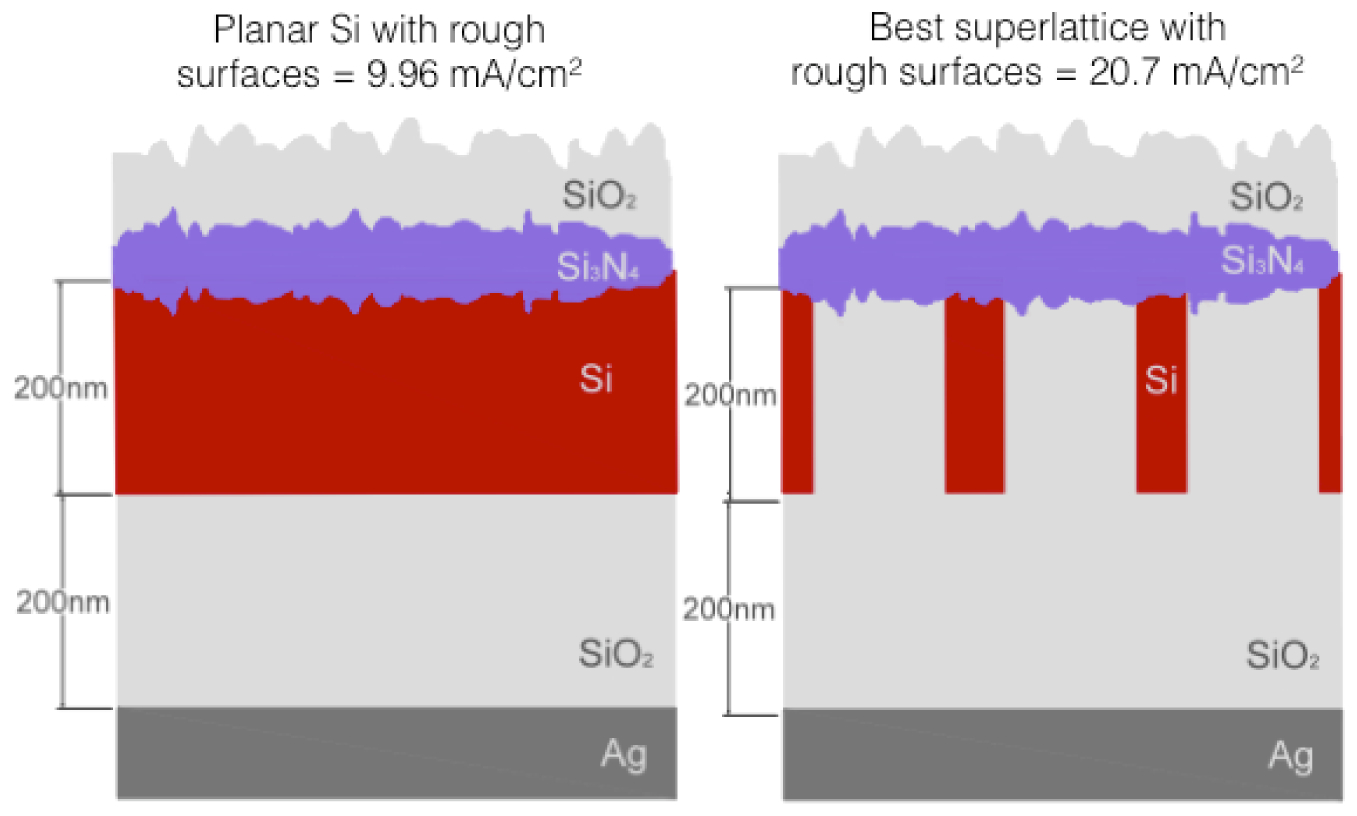 Planar Si with rough
surfaces = 9.96 mA/cm²
SiO₂
Si₃N₄
Si
200nm
200nm
SiO₂
Ag
Best superlattice with
rough surfaces = 20.7 mA/cm²
SiO₂
Si₃N₄
Si
200nm
200nm
SiO₂
Ag